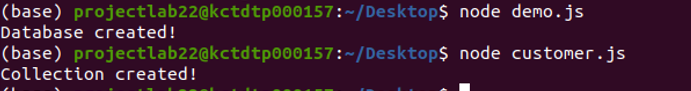 (base) projectlab22@kctdtp000157:~/Desktop$ node demo.js
Database created!
(base) projectlab22@kctdtp000157:~/Desktop$ node customer.js
Collection created!